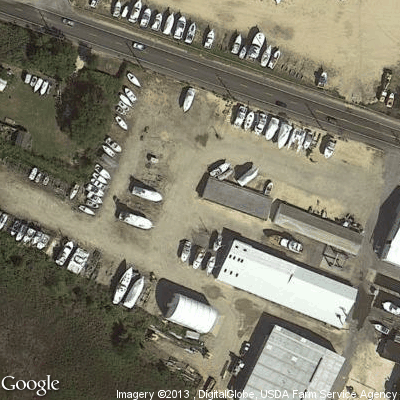 Google
Imagery ©2013 , DigitalGlobe, USDA Farm Service Agency